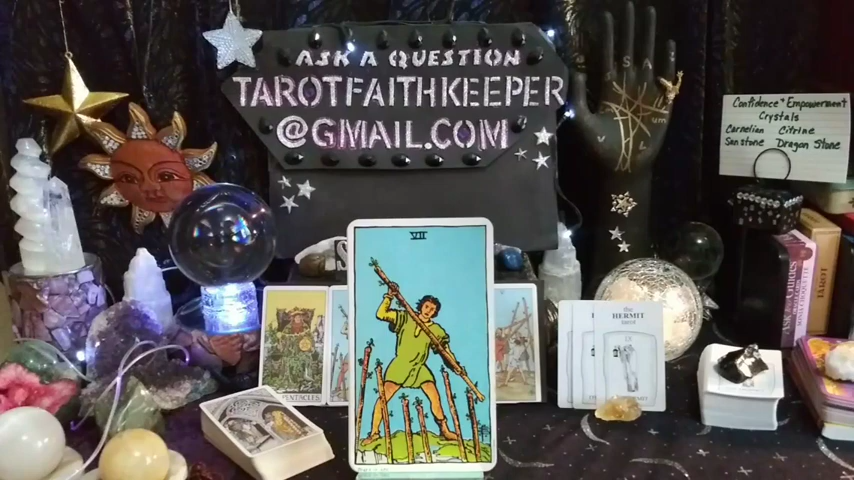 ASK A QUESTION
TAROTFAITHKEEPER
@GMAIL.COM
Confidence + Empowerment
Crystals
Carnelian Citrine
Sunstone Dragon Stone
VII
PENTACLES
the
HERMIT
tarot
IX
TAROT